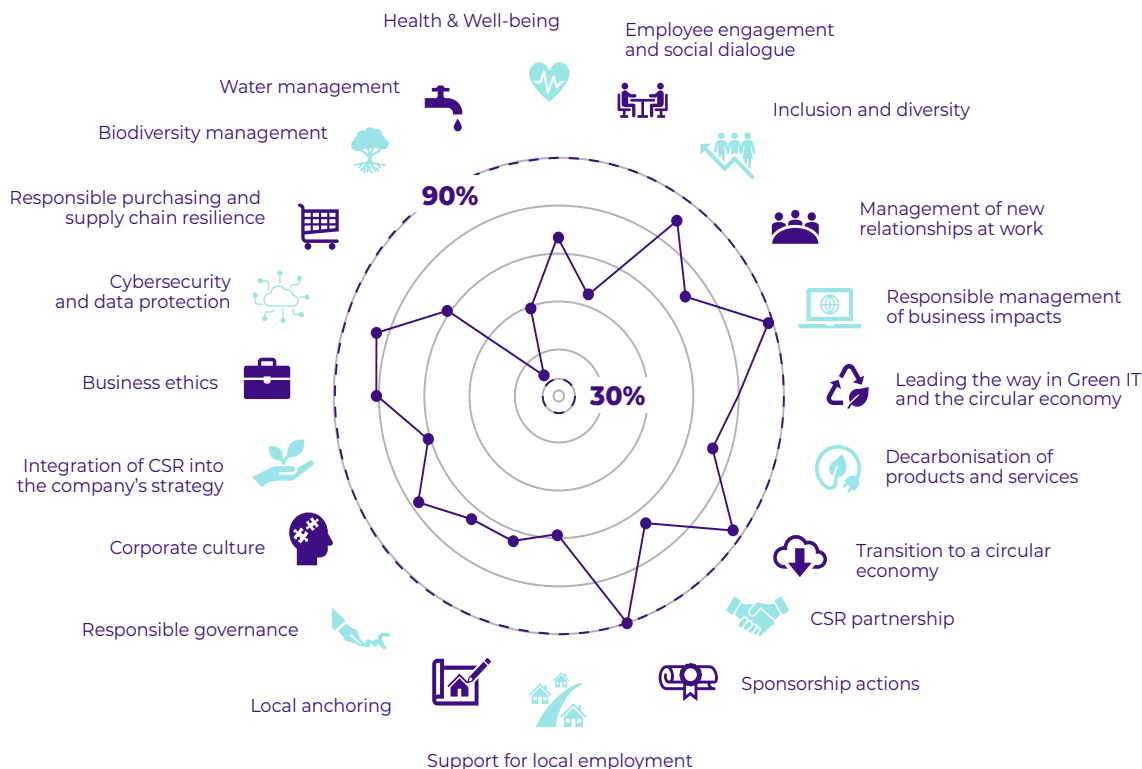 Health & Well-being
Employee engagement
and social dialogue
Inclusion and diversity
Management of new
relationships at work
Responsible management
of business impacts
Leading the way in Green IT
and the circular economy
Decarbonisation of
products and services
Transition to a circular
economy
CSR partnership
Sponsorship actions
Support for local employment
Local anchoring
Responsible governance
Corporate culture
Integration of CSR into
the company’s strategy
Business ethics
Cybersecurity
and data protection
Responsible purchasing and
supply chain resilience
Biodiversity management
Water management
90%
30%